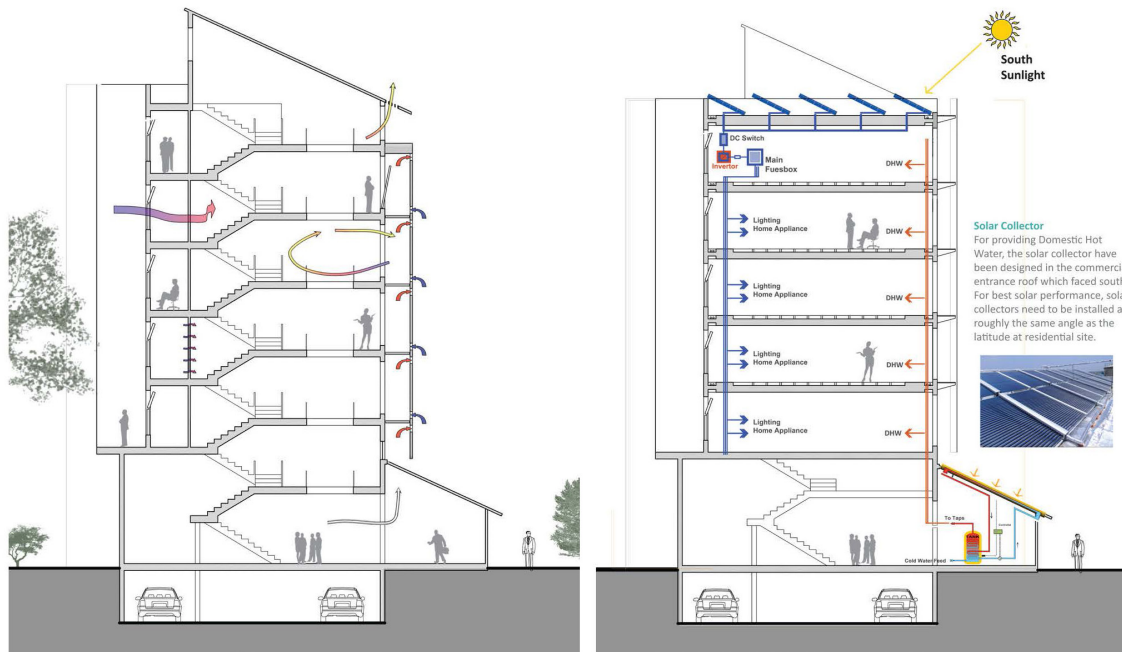 South
Sunlight
DC Switch
Invertor
Main
Fuesbox
DHW
Lighting
Home Appliance
DHW
Lighting
Home Appliance
DHW
Lighting
Home Appliance
DHW
Lighting
Home Appliance
DHW
Solar Collector
For providing Domestic Hot
Water, the solar collector have
been designed in the commerci
entrance roof which faced south
For best solar performance, sola
collectors need to be installed a
roughly the same angle as the
latitude at residential site.
To Taps
Cold Water Feed